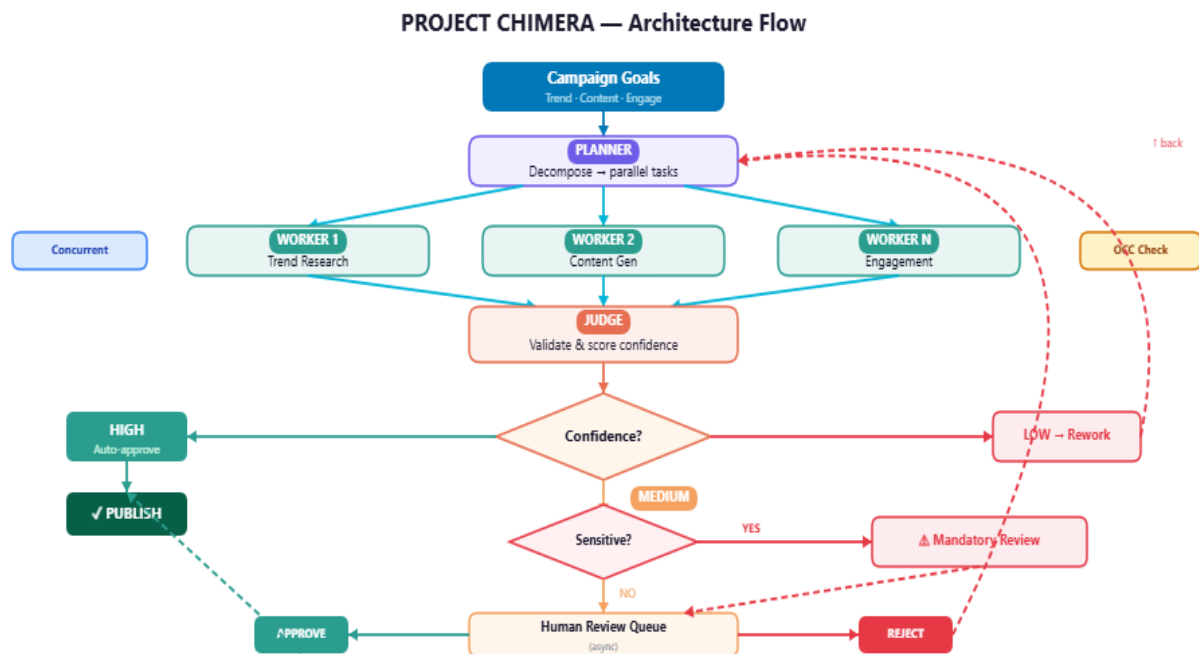 PROJECT CHIMERA — Architecture Flow
Campaign Goals
Trend · Content · Engage
PLANNER
Decompose → parallel tasks
↑ back
Concurrent
WORKER 1
Trend Research
WORKER 2
Content Gen
WORKER N
Engagement
OCC Check
JUDGE
Validate & score confidence
HIGH
Auto-approve
Confidence?
LOW → Rework
MEDIUM
✓ PUBLISH
Sensitive?
YES
⚠ Mandatory Review
NO
APPROVE
Human Review Queue
(async)
REJECT